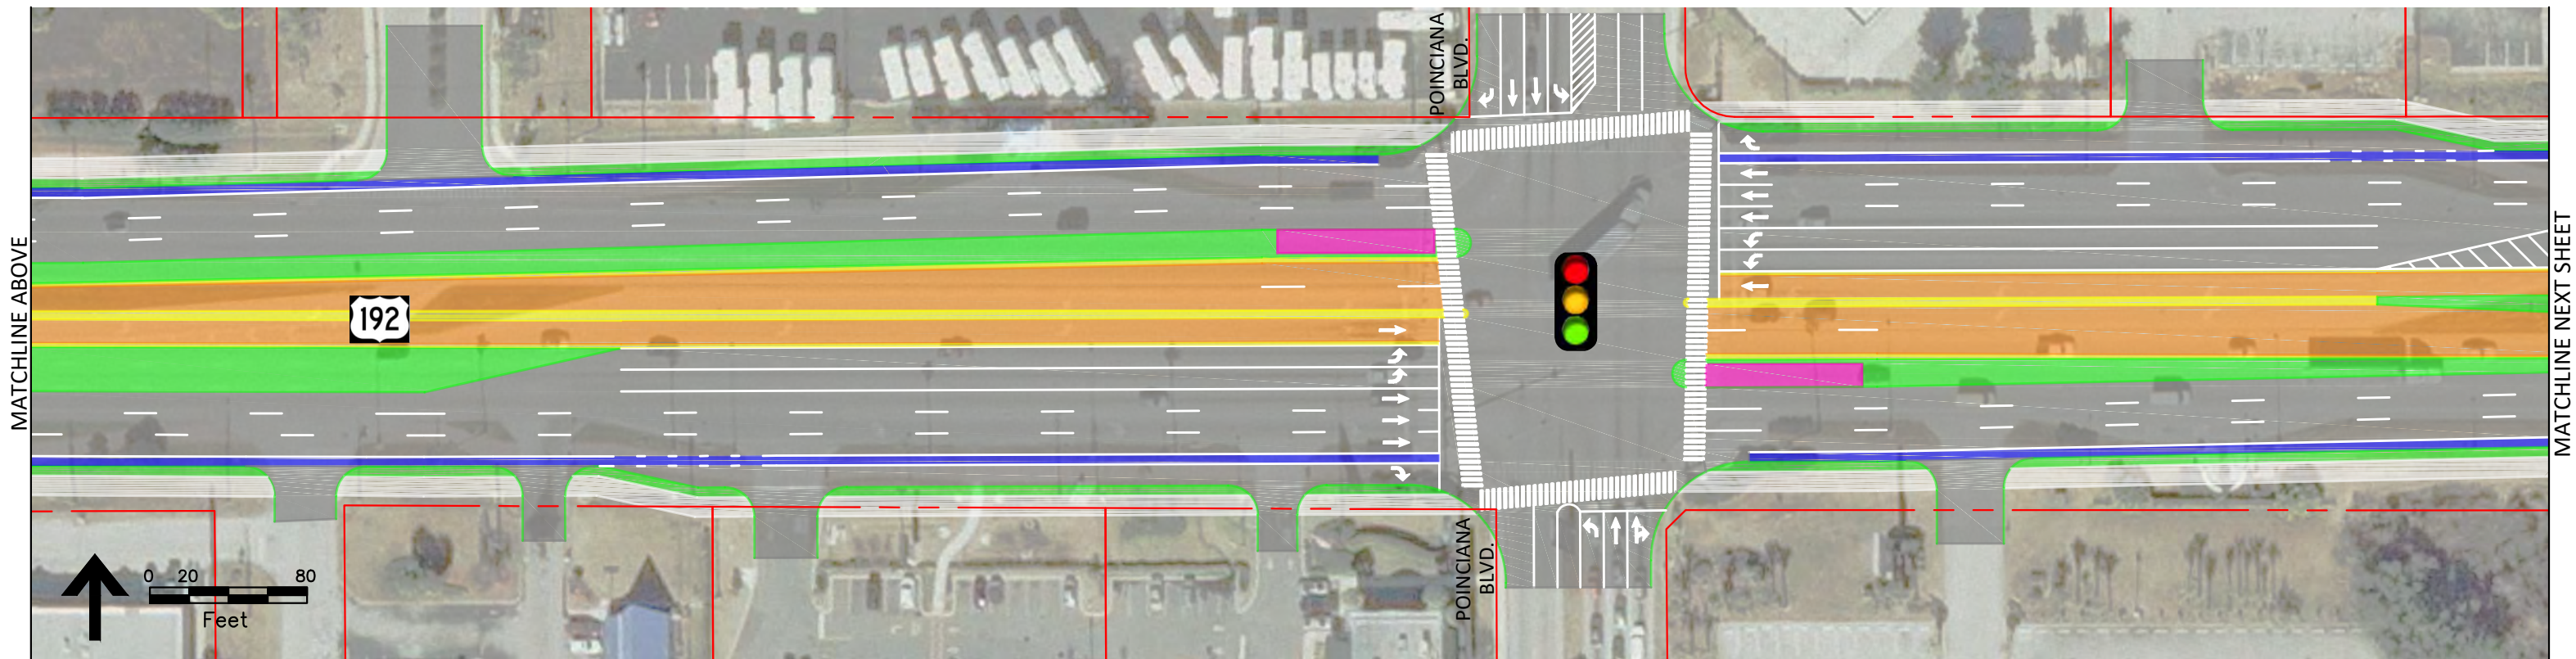 MATCHLINE ABOVE
192
0 20 80
Feet
POINCIANA
BLVD.
POINCIANA
BLVD.
MATCHLINE NEXT SHEET